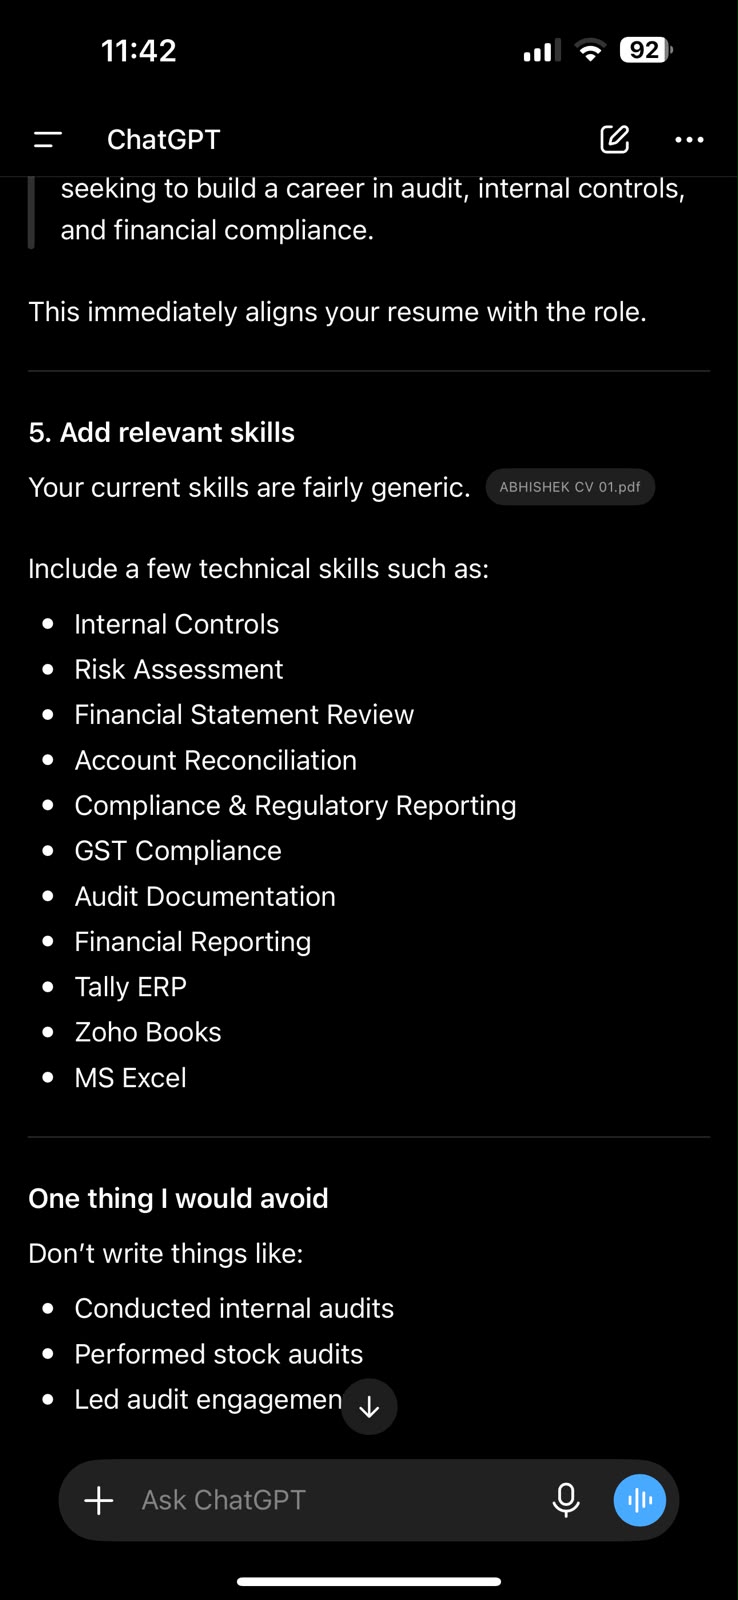 11:42
92
ChatGPT
seeking to build a career in audit, internal controls,
and financial compliance.
This immediately aligns your resume with the role.
5. Add relevant skills
Your current skills are fairly generic. ABHISHEK CV 01.pdf
Include a few technical skills such as:
• Internal Controls
• Risk Assessment
• Financial Statement Review
• Account Reconciliation
• Compliance & Regulatory Reporting
• GST Compliance
• Audit Documentation
• Financial Reporting
• Tally ERP
• Zoho Books
• MS Excel
One thing I would avoid
Don’t write things like:
• Conducted internal audits
• Performed stock audits
• Led audit engagemen
Ask ChatGPT